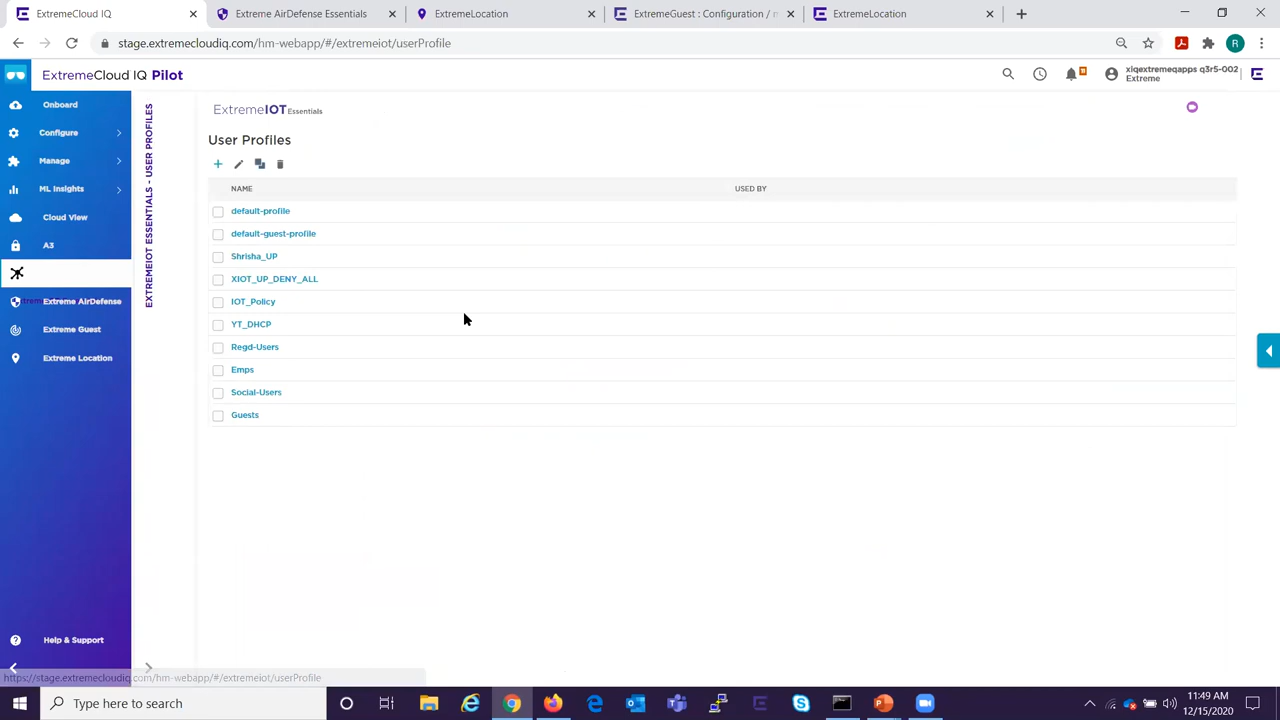 ExtremeCloud IQ
Extreme AirDefense Essentials
ExtremeLocation
ExtremeGuest : Configuration / m
ExtremeLocation
stage.extremecloudiq.com/hm-webapp/#/extremeiot/userProfile
R
ExtremeCloud IQ Pilot
xiqextremeqapps q3r5-002
Extreme
Onboard
Configure
Manage
ML Insights
Cloud View
A3
Extreme AirDefense
Extreme Guest
Extreme Location
Help & Support
EXTREMEIOT ESSENTIALS - USER PROFILES
ExtremeIOT Essentials
User Profiles
NAME USED BY
default-profile
default-guest-profile
Shrisha_UP
XIOT_UP_DENY_ALL
IOT_Policy
YT_DHCP
Regd-Users
Emps
Social-Users
Guests
https://stage.extremecloudiq.com/hm-webapp/#/extremeiot/userProfile
Type here to search
11:49 AM
12/15/2020